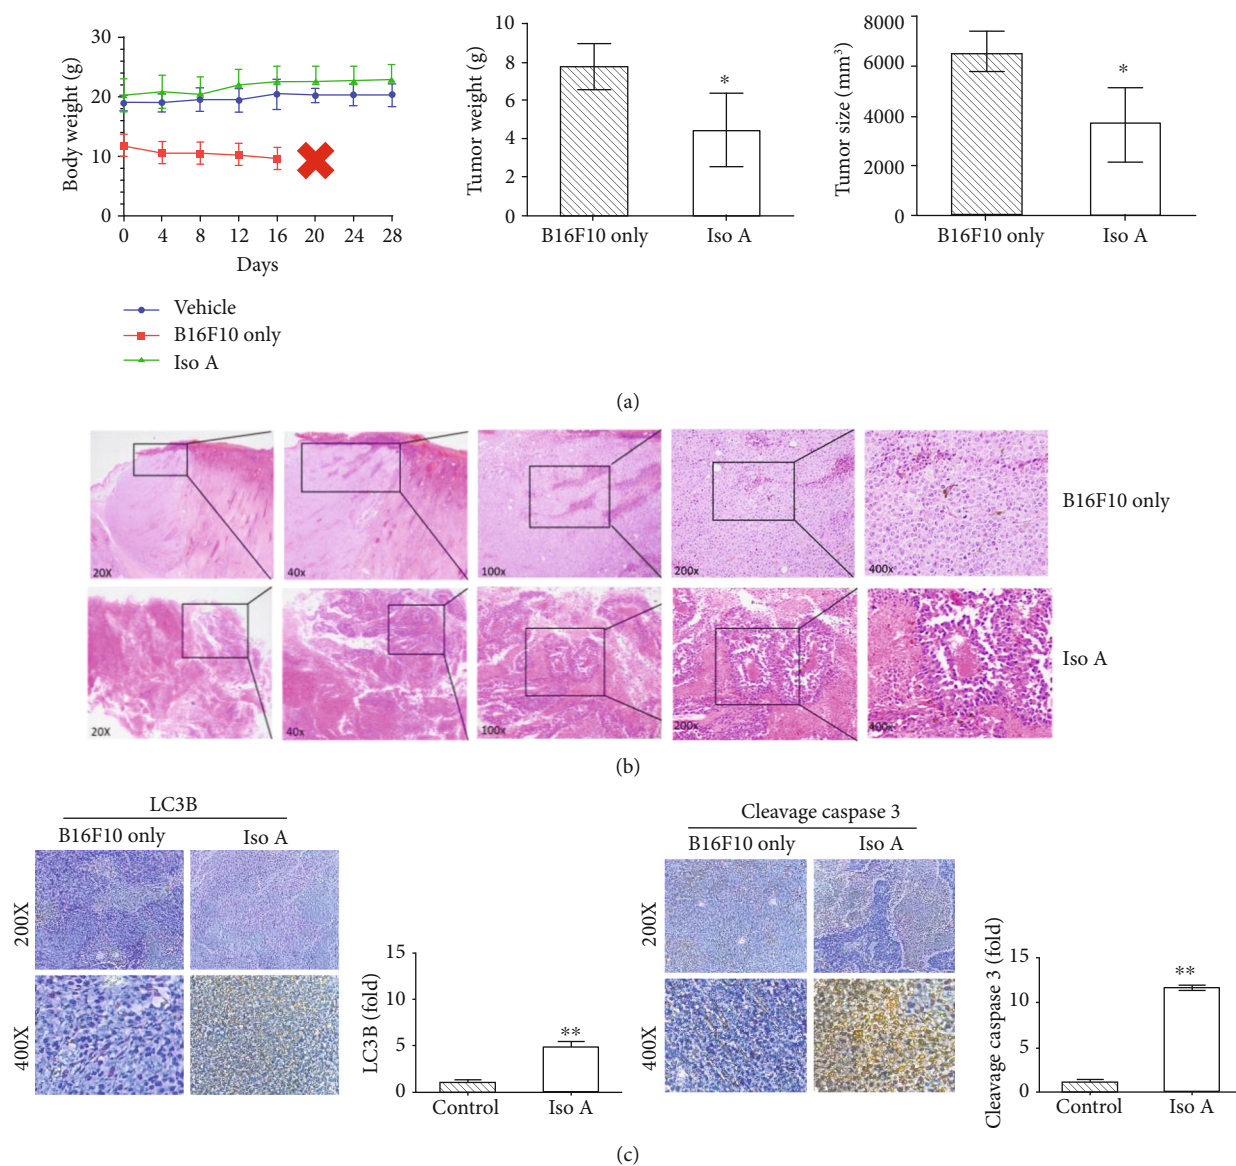 30
20
10
0
Body weight (g)
0 4 8 12 16 20 24 28
Days
Vehicle
B16F10 only
Iso A
10
8
6
4
2
0
Tumor weight (g)
*
B16F10 only Iso A
8000
6000
4000
2000
0
Tumor size (mm³)
*
B16F10 only Iso A
(a)
20X 40x 100x 200x 400x
B16F10 only
20X 40x 100x 200x 400x
Iso A
(b)
LC3B
B16F10 only Iso A
200X
400X
15
10
5
0
LC3B (fold)
**
Control Iso A
Cleavage caspase 3
B16F10 only Iso A
200X
400X
15
10
5
0
Cleavage caspase 3 (fold)
**
Control Iso A
(c)